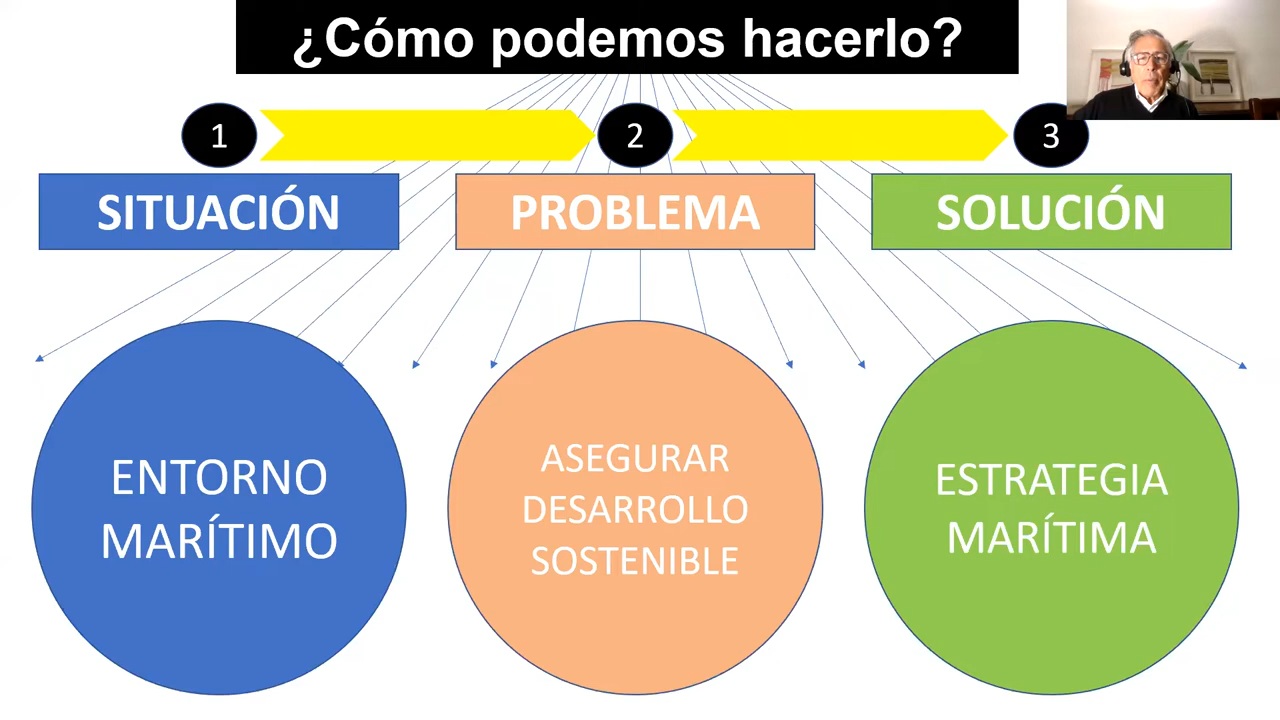 ¿Cómo podemos hacerlo?
1
2
3
SITUACIÓN
PROBLEMA
SOLUCIÓN
ENTORNO
MARÍTIMO
ASEGURAR
DESARROLLO
SOSTENIBLE
ESTRATEGIA
MARÍTIMA